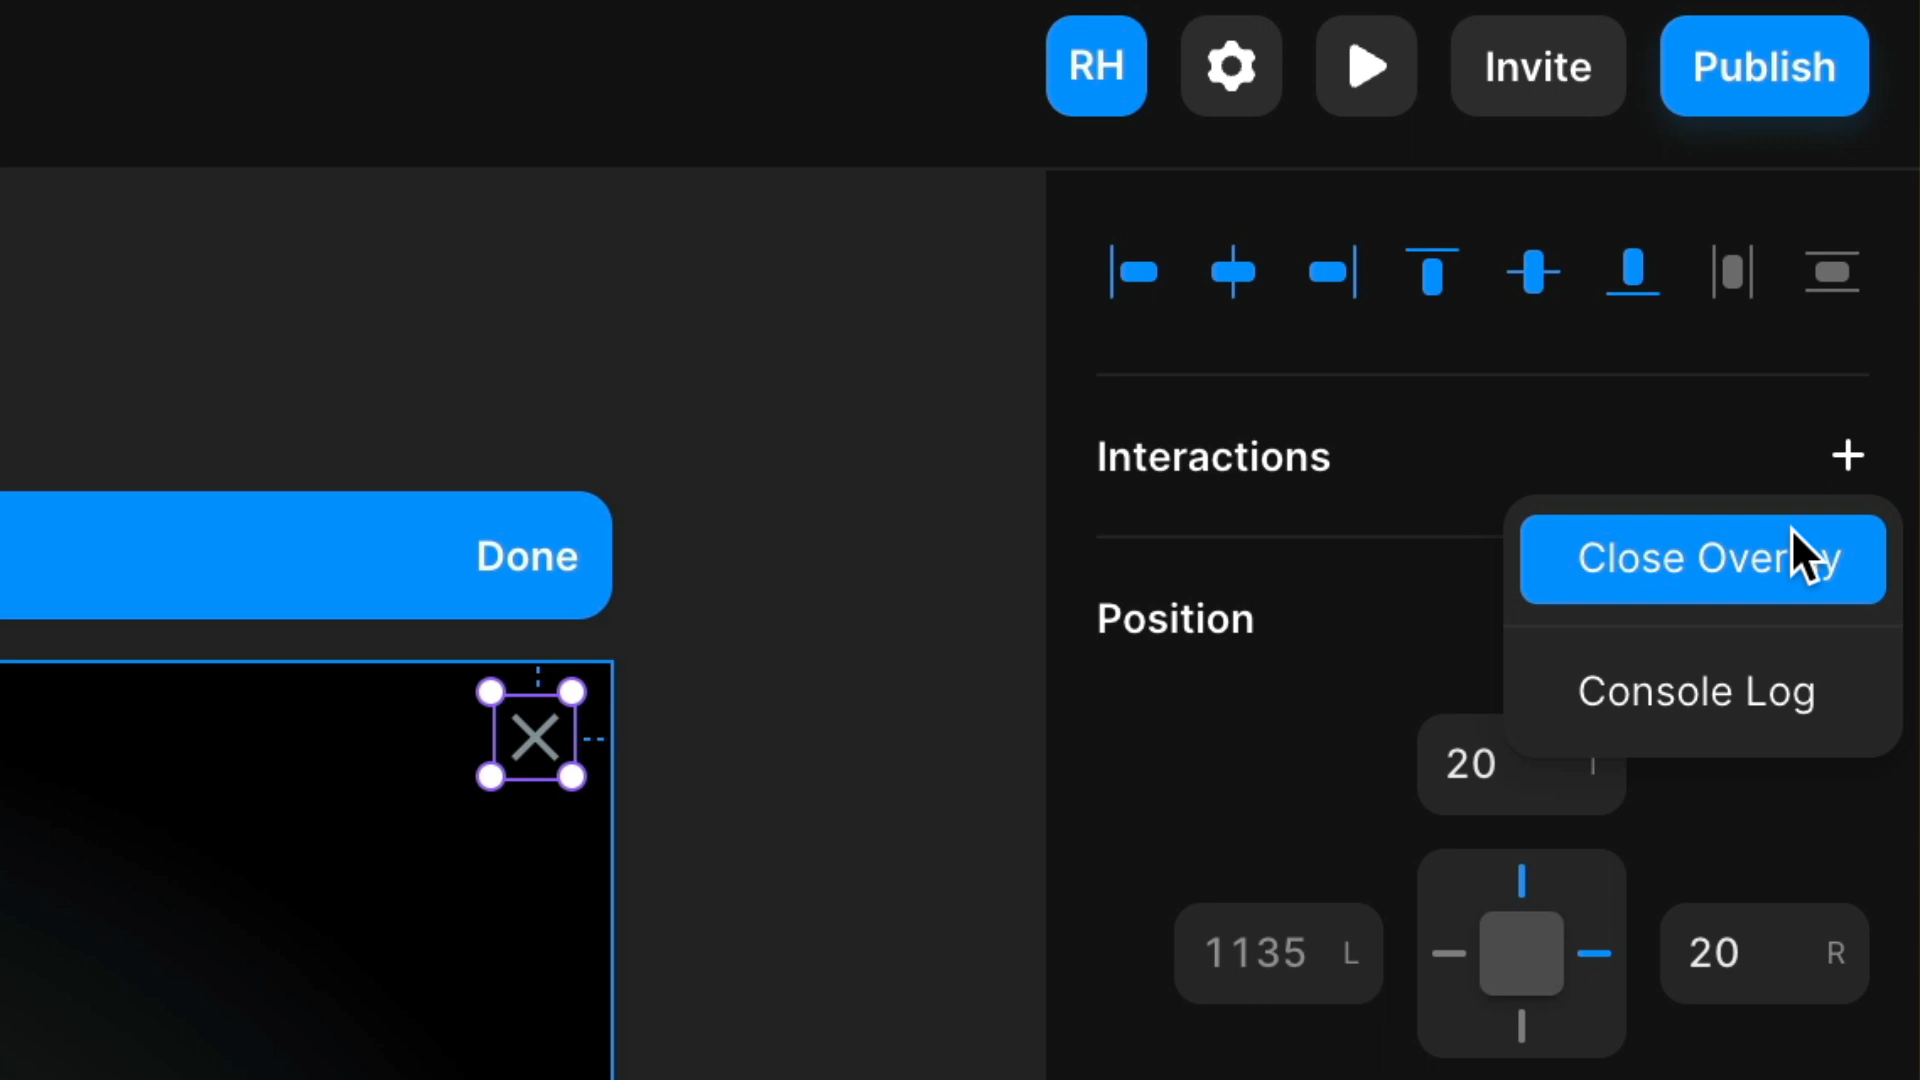 RH
Invite
Publish
Interactions
Done
Close Overlay
Position
Console Log
20
1135 L
20 R